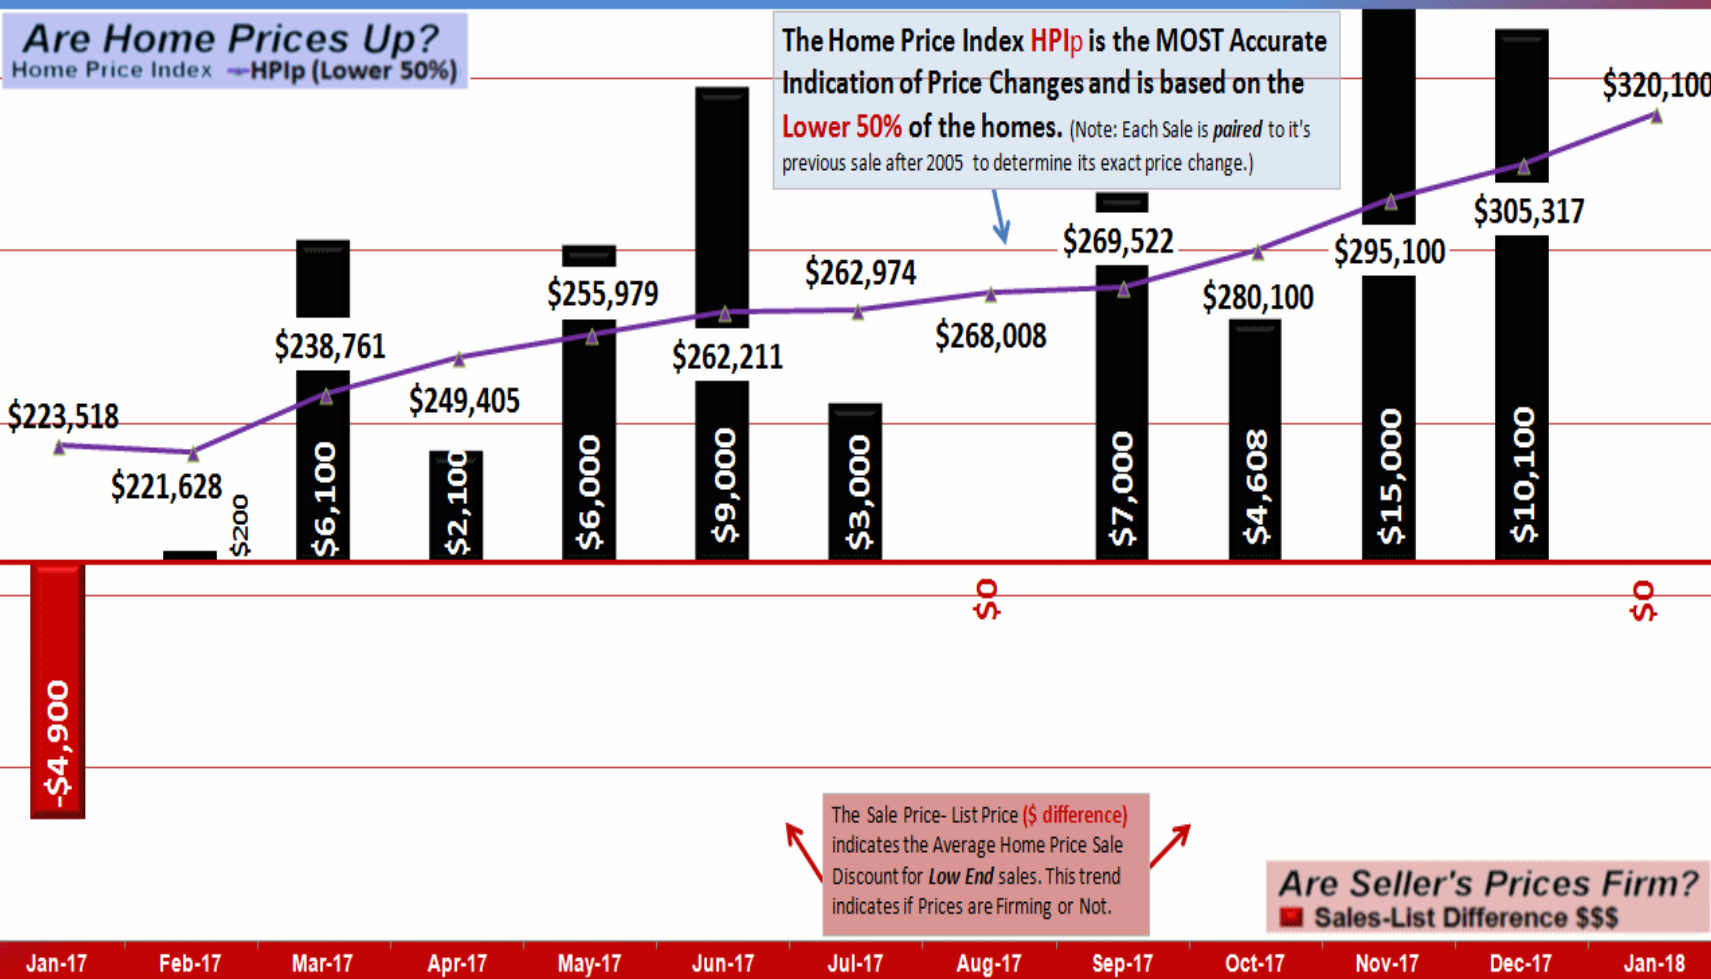 Are Home Prices Up?
Home Price Index HPIp (Lower 50%)
The Home Price Index HPIp is the MOST Accurate
Indication of Price Changes and is based on the
Lower 50% of the homes. (Note: Each Sale is paired to it's
previous sale after 2005 to determine its exact price change.)
$223,518
$221,628
$238,761
$249,405
$255,979
$262,211
$262,974
$268,008
$269,522
$280,100
$295,100
$305,317
$320,100
-$4,900
$200
$6,100
$2,100
$6,000
$9,000
$3,000
$0
$7,000
$4,608
$15,000
$10,100
$0
The Sale Price- List Price ($ difference)
indicates the Average Home Price Sale
Discount for Low End sales. This trend
indicates if Prices are Firming or Not.
Are Seller's Prices Firm?
Sales-List Difference $$$
Jan-17 Feb-17 Mar-17 Apr-17 May-17 Jun-17 Jul-17 Aug-17 Sep-17 Oct-17 Nov-17 Dec-17 Jan-18